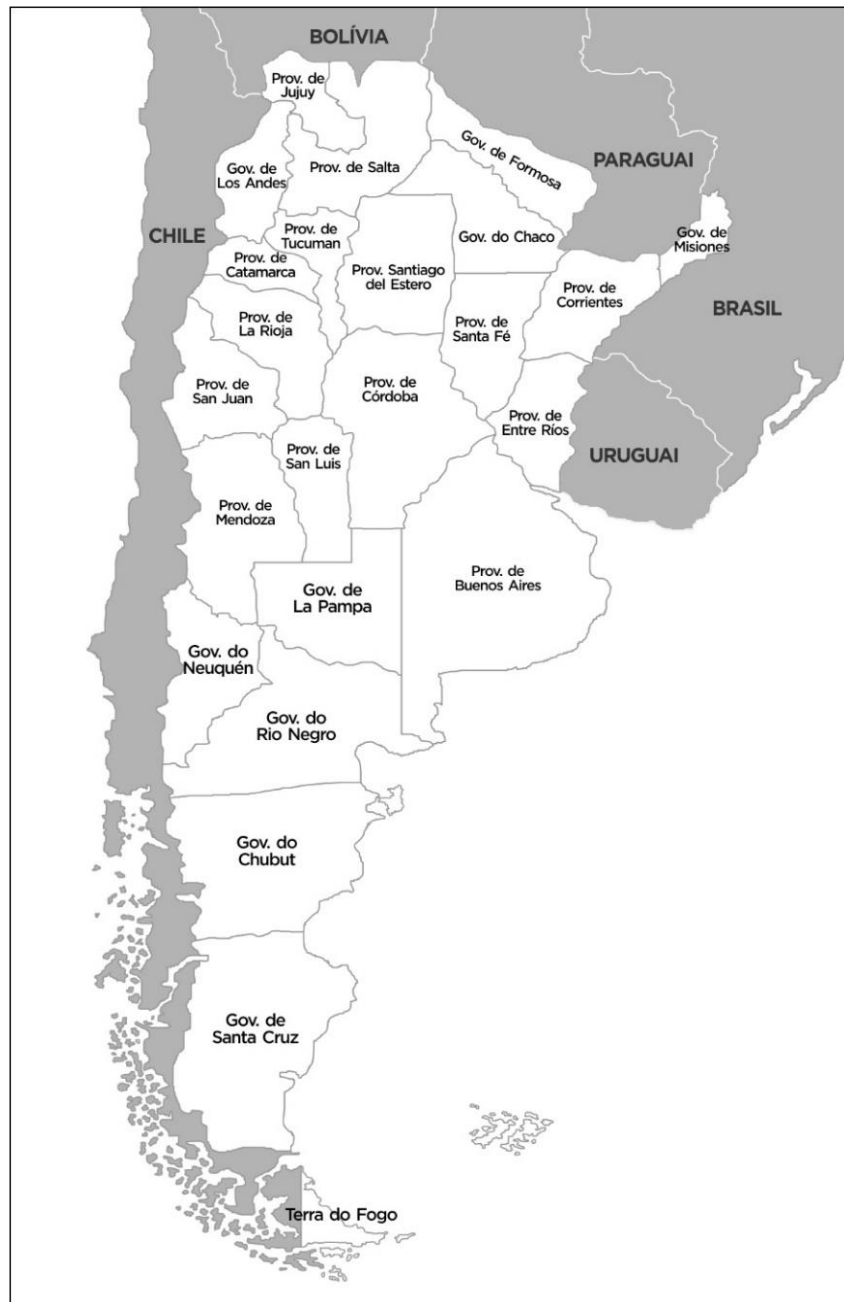 BOLÍVIA
Prov. de
Jujuy
Gov. de Formosa
PARAGUAI
Prov. de Salta
Gov. de
Los Andes
CHILE
Prov. de
Tucuman
Gov. do Chaco
Gov. de
Misiones
Prov. de
Catamarca
Prov. Santiago
del Estero
Prov. de
Corrientes
BRASIL
Prov. de
La Rioja
Prov. de
Santa Fé
Prov. de
San Juan
Prov. de
Córdoba
Prov. de
Entre Ríos
Prov. de
San Luis
URUGUAI
Prov. de
Mendoza
Prov. de
Buenos Aires
Gov. de
La Pampa
Gov. do
Neuquén
Gov. do
Rio Negro
Gov. do
Chubut
Gov. de
Santa Cruz
Terra do Fogo